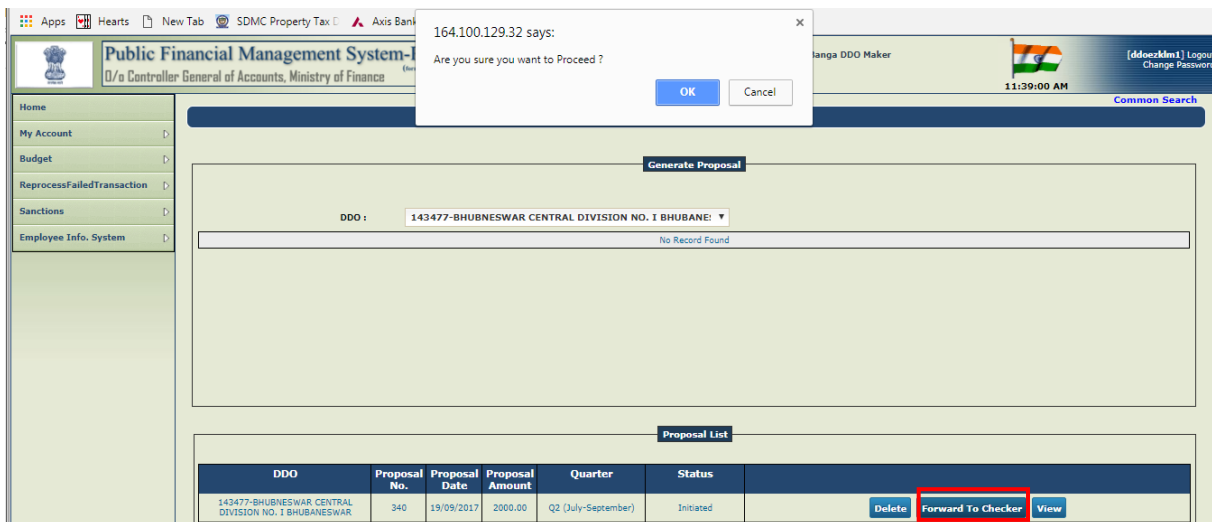 Apps Hearts New Tab SDMC Property Tax D Axis Bank
164.100.129.32 says:
Are you sure you want to Proceed ?
OK Cancel
Public Financial Management System-
O/o Controller General of Accounts, Ministry of Finance
Banga DDO Maker
[ddoezklm1] Logou
Change Passwor
11:39:00 AM
Common Search
Home
My Account
Budget
ReprocessFailedTransaction
Sanctions
Employee Info. System
Generate Proposal
DDO : 143477-BHUBNESWAR CENTRAL DIVISION NO. I BHUBANE
No Record Found
Proposal List
DDO Proposal No. Proposal Date Proposal Amount Quarter Status
143477-BHUBNESWAR CENTRAL DIVISION NO. I BHUBANESWAR 340 19/09/2017 2000.00 Q2 (July-September) Initiated Delete Forward To Checker View